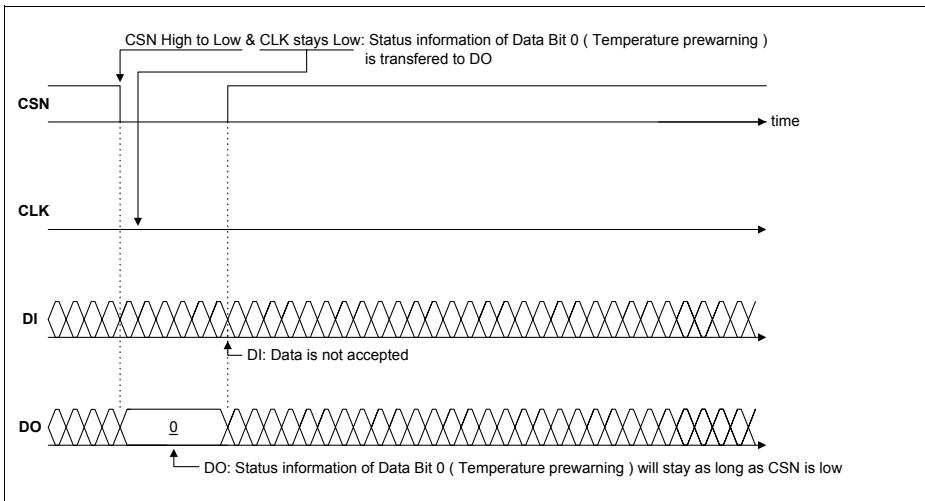 CSN High to Low & CLK stays Low: Status information of Data Bit 0 ( Temperature prewarning )
is transfered to DO
CSN
time
CLK
DI
DI: Data is not accepted
DO
0
DO: Status information of Data Bit 0 ( Temperature prewarning ) will stay as long as CSN is low